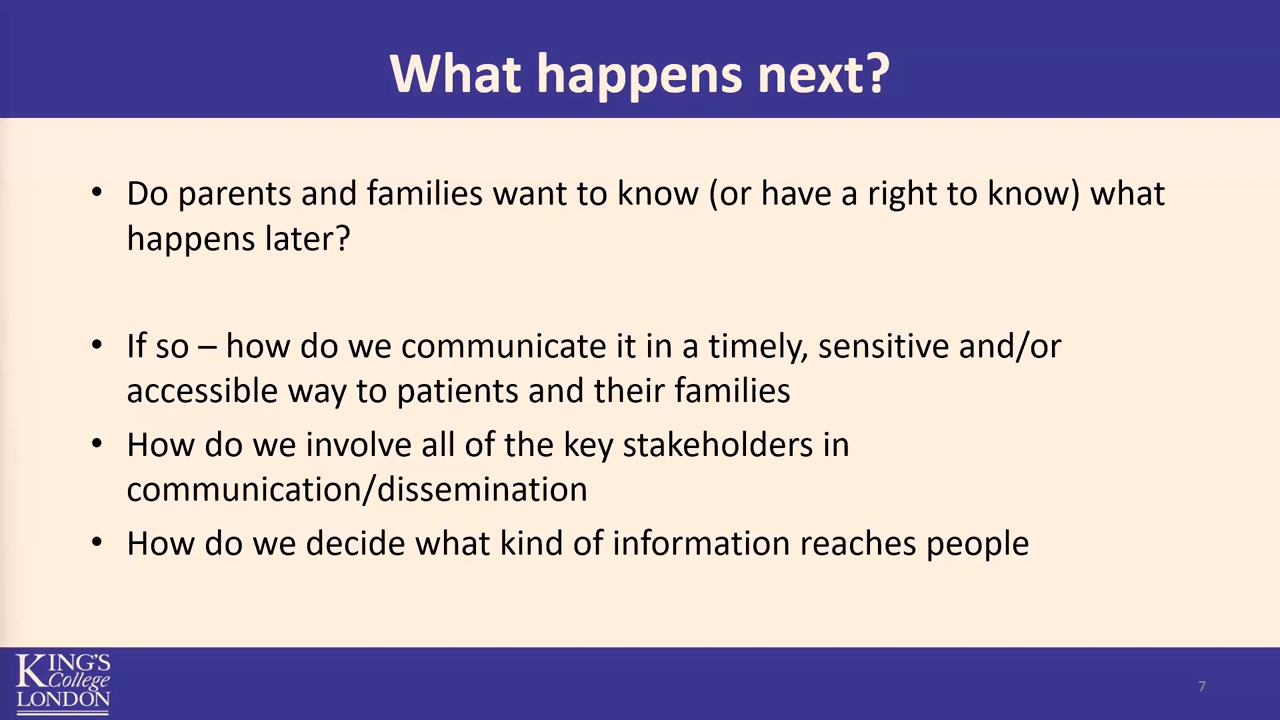 What happens next?
• Do parents and families want to know (or have a right to know) what
happens later?
• If so – how do we communicate it in a timely, sensitive and/or
accessible way to patients and their families
• How do we involve all of the key stakeholders in
communication/dissemination
• How do we decide what kind of information reaches people
KING'S
College
LONDON
7